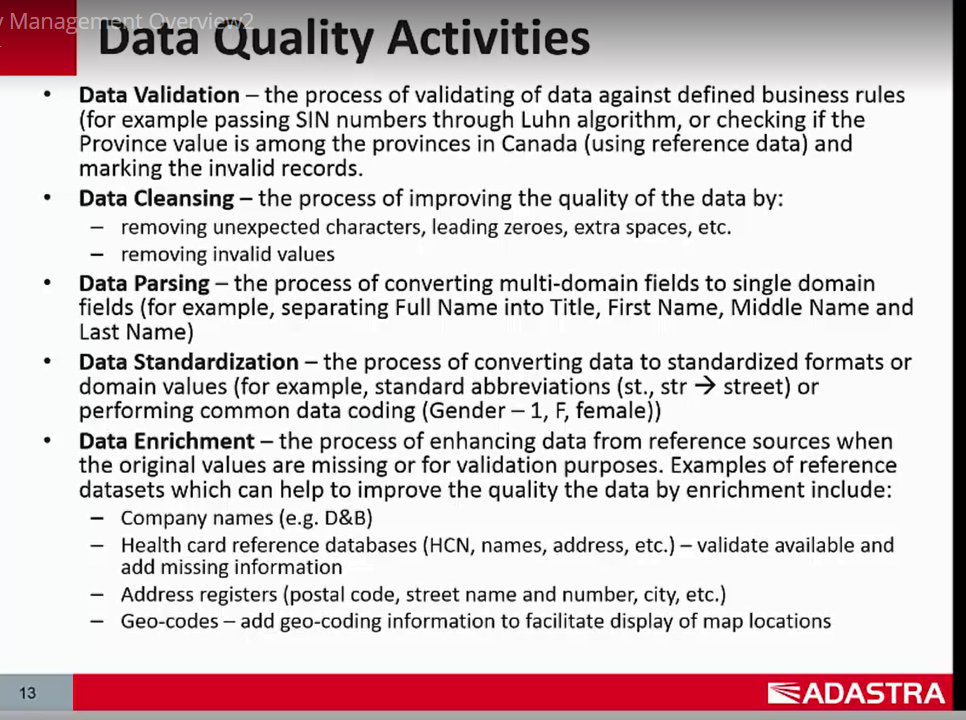 Management Overview2
Data Quality Activities
• Data Validation – the process of validating of data against defined business rules
(for example passing SIN numbers through Luhn algorithm, or checking if the
Province value is among the provinces in Canada (using reference data) and
marking the invalid records.
• Data Cleansing – the process of improving the quality of the data by:
– removing unexpected characters, leading zeroes, extra spaces, etc.
– removing invalid values
• Data Parsing – the process of converting multi-domain fields to single domain
fields (for example, separating Full Name into Title, First Name, Middle Name and
Last Name)
• Data Standardization – the process of converting data to standardized formats or
domain values (for example, standard abbreviations (st., str → street) or
performing common data coding (Gender – 1, F, female))
• Data Enrichment – the process of enhancing data from reference sources when
the original values are missing or for validation purposes. Examples of reference
datasets which can help to improve the quality the data by enrichment include:
– Company names (e.g. D&B)
– Health card reference databases (HCN, names, address, etc.) – validate available and
add missing information
– Address registers (postal code, street name and number, city, etc.)
– Geo-codes – add geo-coding information to facilitate display of map locations
13
ADASTRA